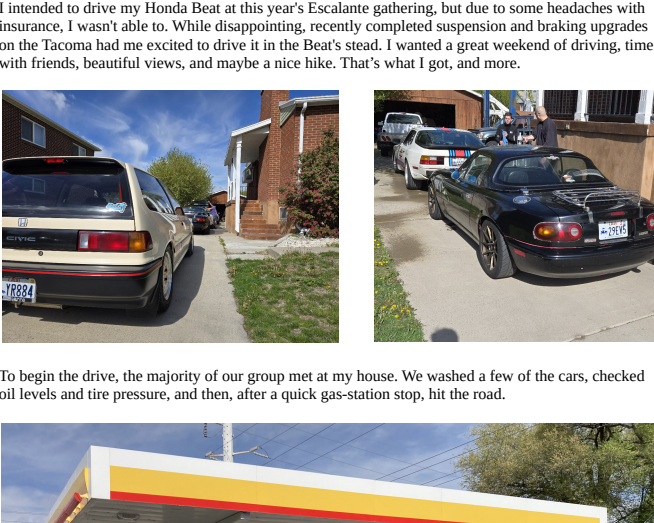 I intended to drive my Honda Beat at this year's Escalante gathering, but due to some headaches with
insurance, I wasn't able to. While disappointing, recently completed suspension and braking upgrades
on the Tacoma had me excited to drive it in the Beat's stead. I wanted a great weekend of driving, time
with friends, beautiful views, and maybe a nice hike. That’s what I got, and more.
CIVIC
YR884
29EV5
To begin the drive, the majority of our group met at my house. We washed a few of the cars, checked
oil levels and tire pressure, and then, after a quick gas-station stop, hit the road.